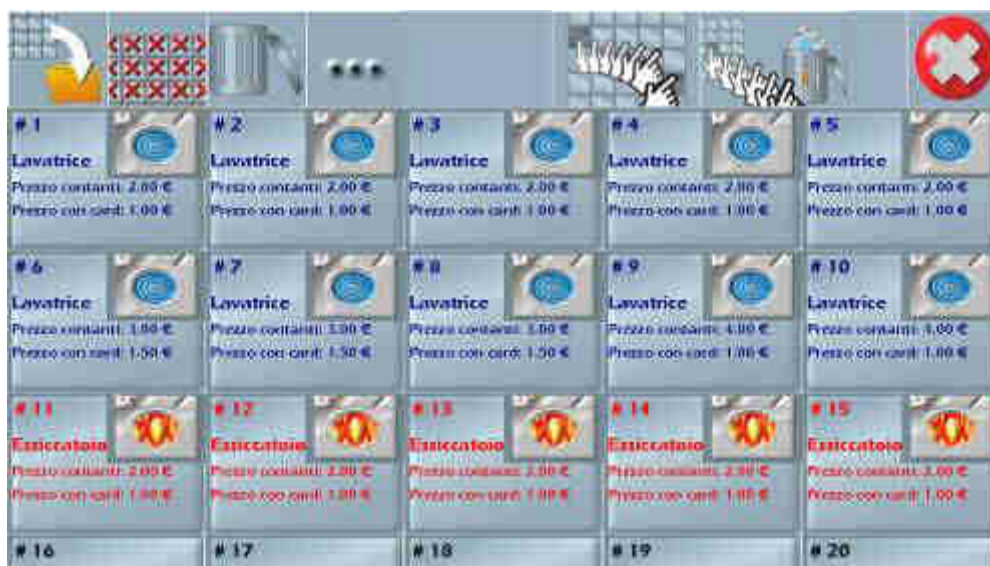 # 1
Lavatrice
Prezzo contanti: 2.00 €
Prezzo con card: 1.00 €
# 2
Lavatrice
Prezzo contanti: 2.00 €
Prezzo con card: 1.00 €
# 3
Lavatrice
Prezzo contanti: 2.00 €
Prezzo con card: 1.00 €
# 4
Lavatrice
Prezzo contanti: 2.00 €
Prezzo con card: 1.00 €
# 5
Lavatrice
Prezzo contanti: 2.00 €
Prezzo con card: 1.00 €
# 6
Lavatrice
Prezzo contanti: 3.00 €
Prezzo con card: 1.50 €
# 7
Lavatrice
Prezzo contanti: 3.00 €
Prezzo con card: 1.50 €
# 8
Lavatrice
Prezzo contanti: 3.00 €
Prezzo con card: 1.50 €
# 9
Lavatrice
Prezzo contanti: 4.00 €
Prezzo con card: 1.00 €
# 10
Lavatrice
Prezzo contanti: 4.00 €
Prezzo con card: 1.00 €
# 11
Essiccatoio
Prezzo contanti: 2.00 €
Prezzo con card: 1.00 €
# 12
Essiccatoio
Prezzo contanti: 2.00 €
Prezzo con card: 1.00 €
# 13
Essiccatoio
Prezzo contanti: 2.00 €
Prezzo con card: 1.00 €
# 14
Essiccatoio
Prezzo contanti: 2.00 €
Prezzo con card: 1.00 €
# 15
Essiccatoio
Prezzo contanti: 2.00 €
Prezzo con card: 1.00 €
# 16
# 17
# 18
# 19
# 20